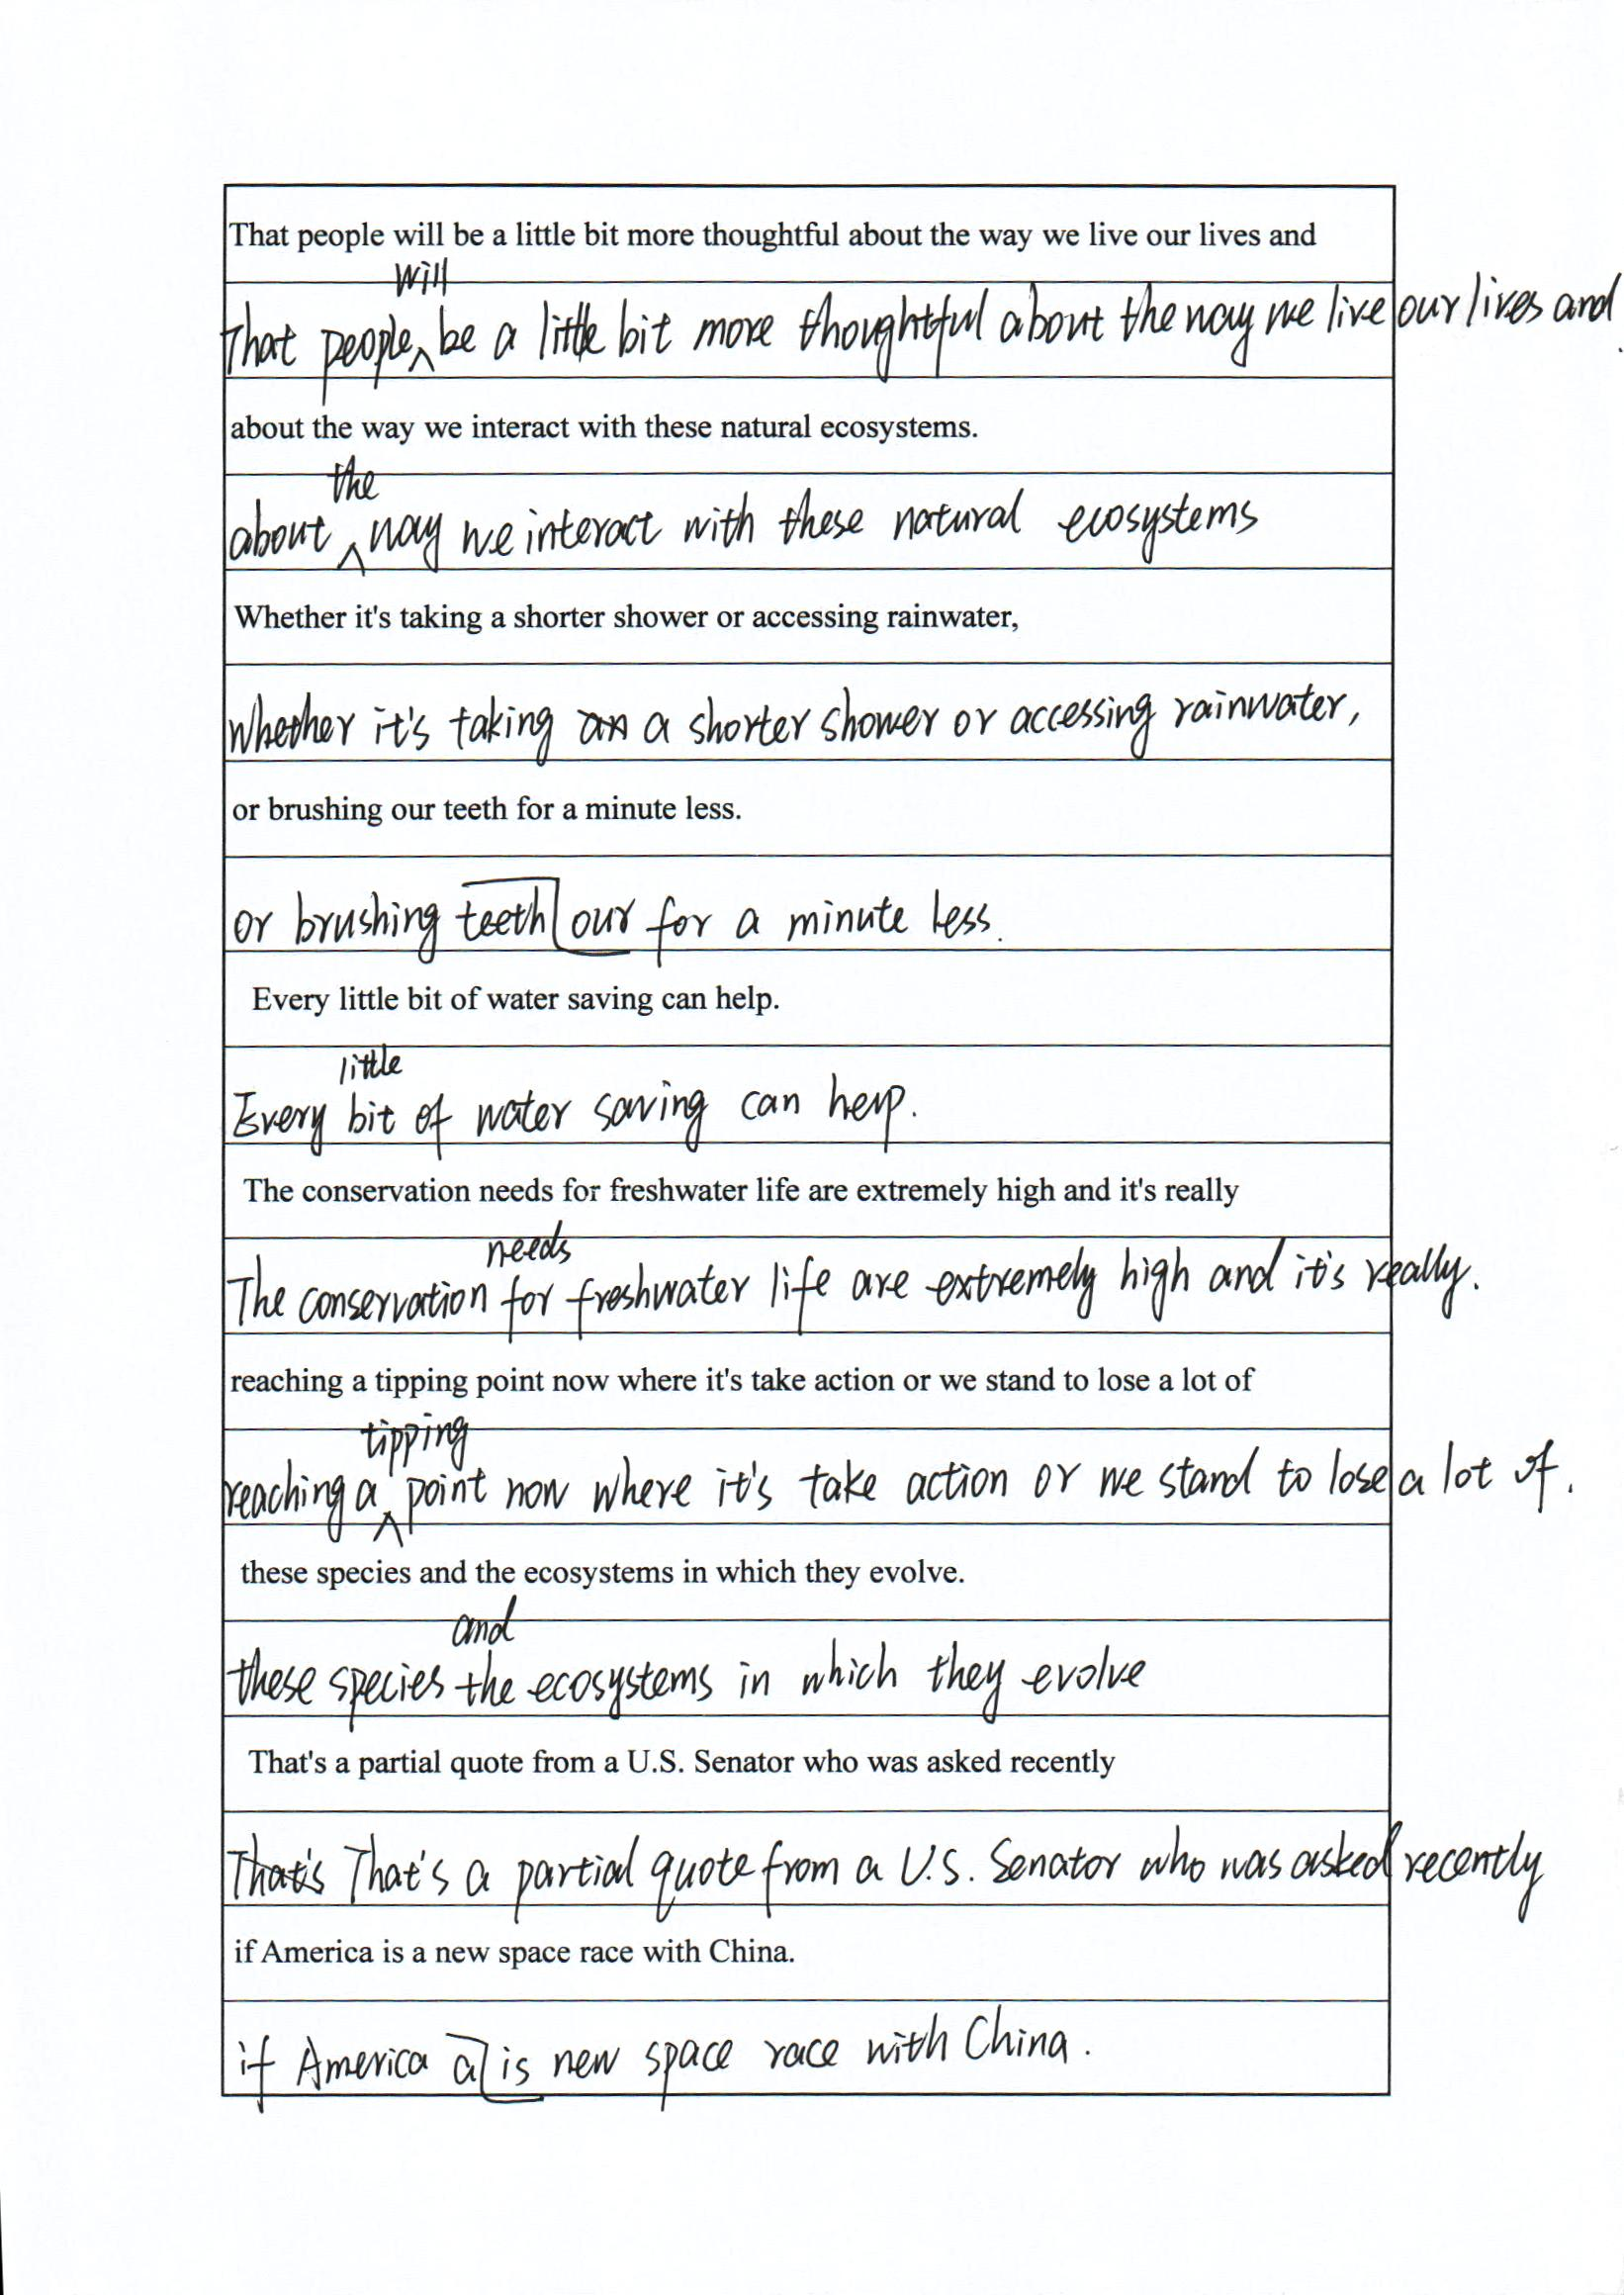 That people will be a little bit more thoughtful about the way we live our lives and
That people will be a little bit more thoughtful about the way we live our lives and.
about the way we interact with these natural ecosystems.
about the way we interact with these natural ecosystems
Whether it's taking a shorter shower or accessing rainwater,
Whether it's taking an a shorter shower or accessing rainwater,
or brushing our teeth for a minute less.
or brushing teeth our for a minute less.
Every little bit of water saving can help.
Every little bit of water saving can help.
The conservation needs for freshwater life are extremely high and it's really
The conservation needs for freshwater life are extremely high and it's really.
reaching a tipping point now where it's take action or we stand to lose a lot of
reaching a tipping point now where it's take action or we stand to lose a lot of.
these species and the ecosystems in which they evolve.
these species and the ecosystems in which they evolve
That's a partial quote from a U.S. Senator who was asked recently
That's That's a partial quote from a U.S. Senator who was asked recently
if America is a new space race with China.
if America a is new space race with China.